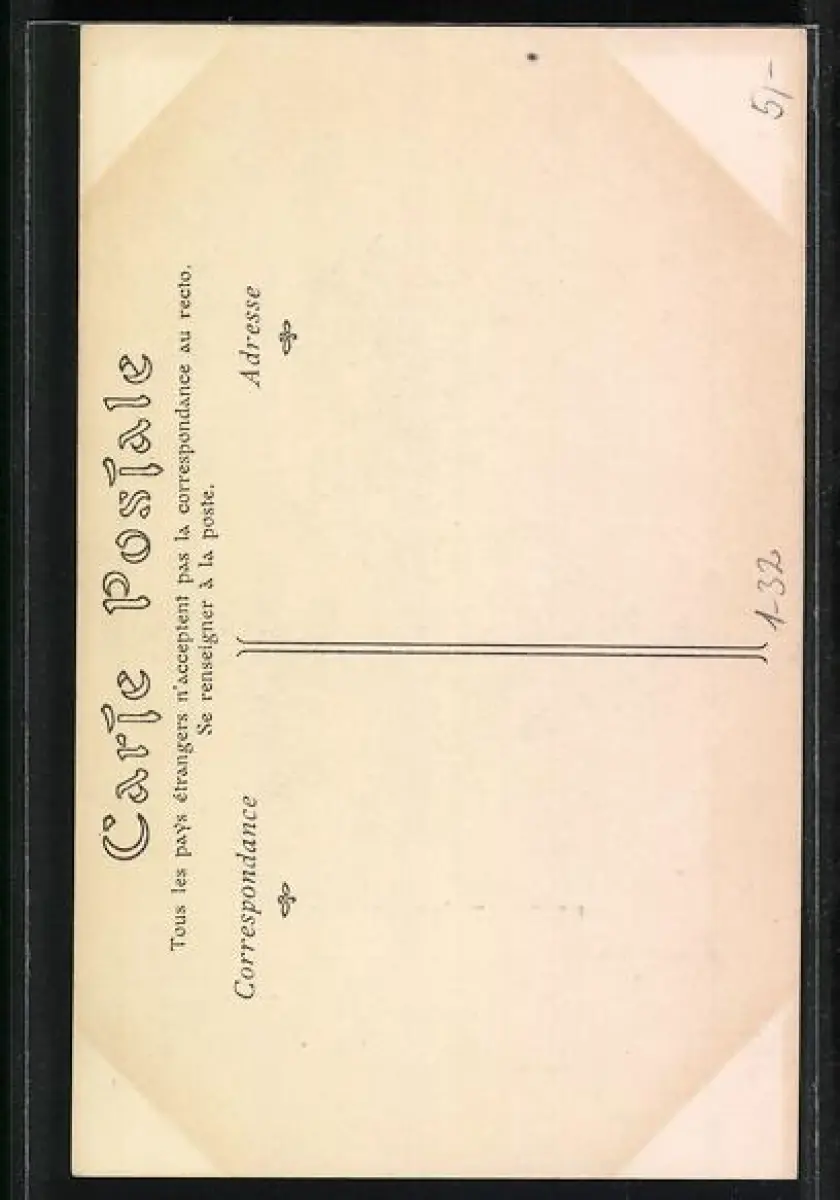 Carte Postale
Tous les pays étrangers n'acceptent pas la correspondance au recto.
Se renseigner à la poste.
Correspondance
Adresse
1-32
5,-